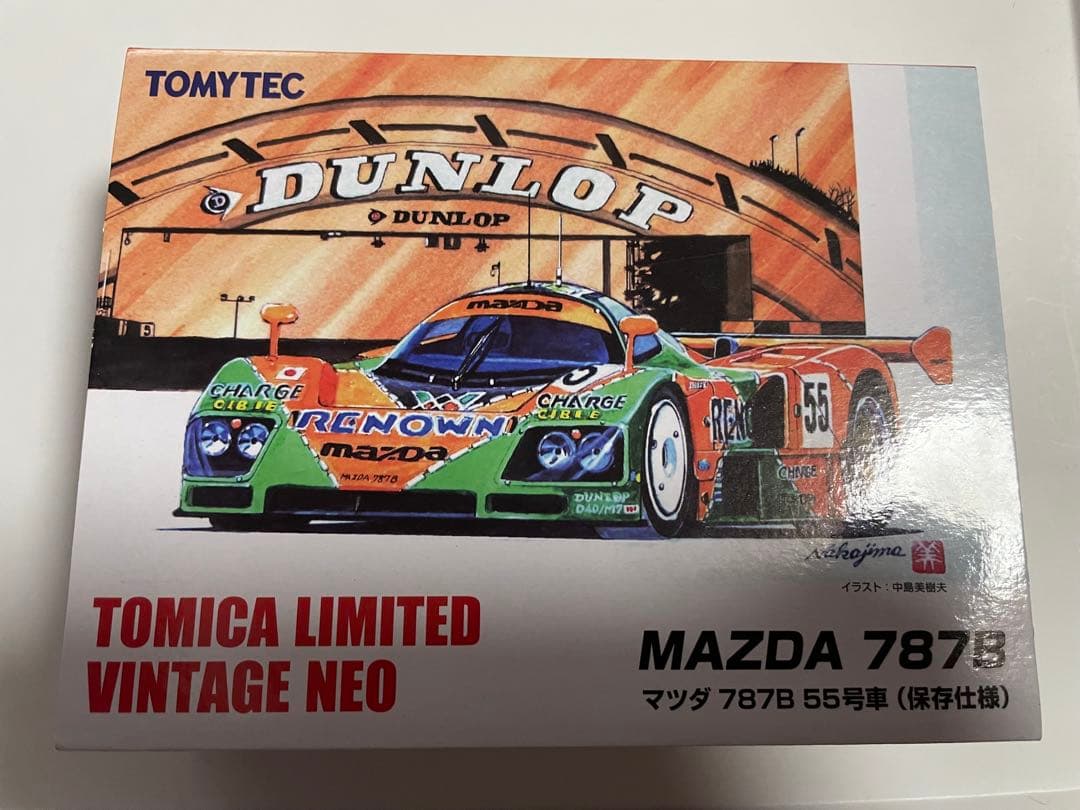 TOMYTEC
DUNLOP
DUNLOP
mazda
CHARGE
CIBIE
CHARGE
CIBIE
RENOWN
mazda
MAZDA 787B
DUNLOP
55
CHARGE
Nakajima
イラスト:中島美樹夫
TOMICA LIMITED
VINTAGE NEO
MAZDA 787B
マツダ 787B 55号車 (保存仕様)